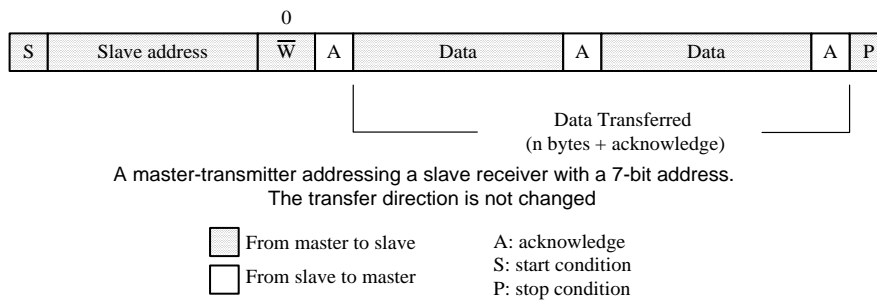 0
S Slave address W̅ A Data A Data A P
Data Transferred
(n bytes + acknowledge)
A master-transmitter addressing a slave receiver with a 7-bit address.
The transfer direction is not changed
From master to slave
From slave to master
A: acknowledge
S: start condition
P: stop condition